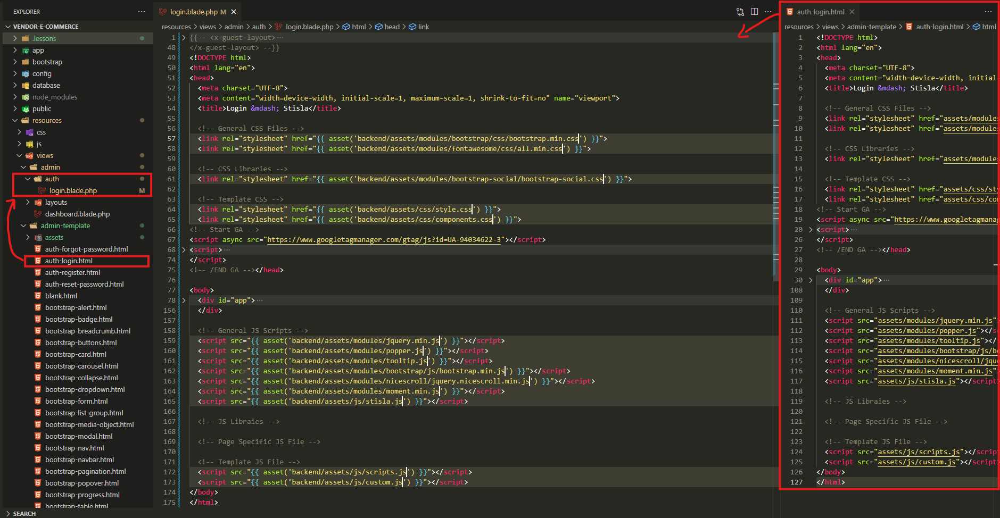 EXPLORER
VENDOR-E-COMMERCE
.lessons
app
bootstrap
config
database
node_modules
public
resources
css
js
views
admin
auth
login.blade.php M
layouts
dashboard.blade.php
admin-template
assets
auth-forgot-password.html
auth-login.html
auth-register.html
auth-reset-password.html
blank.html
bootstrap-alert.html
bootstrap-badge.html
bootstrap-breadcrumb.html
bootstrap-buttons.html
bootstrap-card.html
bootstrap-carousel.html
bootstrap-collapse.html
bootstrap-dropdown.html
bootstrap-form.html
bootstrap-list-group.html
bootstrap-media-object.html
bootstrap-modal.html
bootstrap-nav.html
bootstrap-navbar.html
bootstrap-pagination.html
bootstrap-popover.html
bootstrap-progress.html
bootstrap-table.html
SEARCH
login.blade.php M
resources > views > admin > auth > login.blade.php > html > head > link
1 {{-- <x-guest-layout> ...
48 </x-guest-layout> --}}
49 <!DOCTYPE html>
50 <html lang="en">
51 <head>
52 <meta charset="UTF-8">
53 <meta content="width=device-width, initial-scale=1, maximum-scale=1, shrink-to-fit=no" name="viewport">
54 <title>Login &mdash; Stisla</title>
55
56 <!-- General CSS Files -->
57 <link rel="stylesheet" href="{{ asset('backend/assets/modules/bootstrap/css/bootstrap.min.css') }}">
58 <link rel="stylesheet" href="{{ asset('backend/assets/modules/fontawesome/css/all.min.css') }}">
59
60 <!-- CSS Libraries -->
61 <link rel="stylesheet" href="{{ asset('backend/assets/modules/bootstrap-social/bootstrap-social.css') }}">
62
63 <!-- Template CSS -->
64 <link rel="stylesheet" href="{{ asset('backend/assets/css/style.css') }}">
65 <link rel="stylesheet" href="{{ asset('backend/assets/css/components.css') }}">
66 <!-- Start GA -->
67 <script async src="https://www.googletagmanager.com/gtag/js?id=UA-94034622-3"></script>
68 <script> ...
74 </script>
75 <!-- /END GA --></head>
76
77 <body>
78 <div id="app"> ...
156 </div>
157
158 <!-- General JS Scripts -->
159 <script src="{{ asset('backend/assets/modules/jquery.min.js') }}"></script>
160 <script src="{{ asset('backend/assets/modules/popper.js') }}"></script>
161 <script src="{{ asset('backend/assets/modules/tooltip.js') }}"></script>
162 <script src="{{ asset('backend/assets/modules/bootstrap/js/bootstrap.min.js') }}"></script>
163 <script src="{{ asset('backend/assets/modules/nicescroll/jquery.nicescroll.min.js') }}"></script>
164 <script src="{{ asset('backend/assets/modules/moment.min.js') }}"></script>
165 <script src="{{ asset('backend/assets/js/stisla.js') }}"></script>
166
167 <!-- JS Libraies -->
168
169 <!-- Page Specific JS File -->
170
171 <!-- Template JS File -->
172 <script src="{{ asset('backend/assets/js/scripts.js') }}"></script>
173 <script src="{{ asset('backend/assets/js/custom.js') }}"></script>
174 </body>
175 </html>
auth-login.html
resources > views > admin-template > auth-login.html > html
1 <!DOCTYPE html>
2 <html lang="en">
3 <head>
4 <meta charset="UTF-8">
5 <meta content="width=device-width, initial
6 <title>Login &mdash; Stisla</title>
7
8 <!-- General CSS Files -->
9 <link rel="stylesheet" href="assets/modules
10 <link rel="stylesheet" href="assets/modules
11
12 <!-- CSS Libraries -->
13 <link rel="stylesheet" href="assets/modules
14
15 <!-- Template CSS -->
16 <link rel="stylesheet" href="assets/css/sty
17 <link rel="stylesheet" href="assets/css/com
18 <!-- Start GA -->
19 <script async src="https://www.googletagmanag
20 <script> ...
26 </script>
27 <!-- /END GA --></head>
28
29 <body>
30 <div id="app"> ...
108 </div>
109
110 <!-- General JS Scripts -->
111 <script src="assets/modules/jquery.min.js"
112 <script src="assets/modules/popper.js"></sc
113 <script src="assets/modules/tooltip.js"></
114 <script src="assets/modules/bootstrap/js/bo
115 <script src="assets/modules/nicescroll/jque
116 <script src="assets/modules/moment.min.js"
117 <script src="assets/js/stisla.js"></script
118
119 <!-- JS Libraies -->
120
121 <!-- Page Specific JS File -->
122
123 <!-- Template JS File -->
124 <script src="assets/js/scripts.js"></scrip
125 <script src="assets/js/custom.js"></script
126 </body>
127 </html>